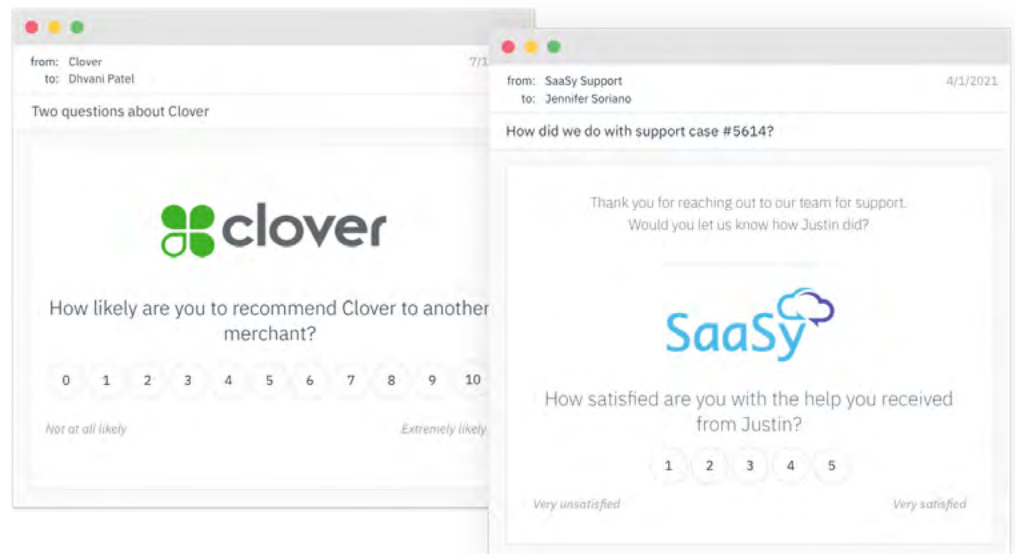 from: Clover
7/1
to: Dhvani Patel
Two questions about Clover
clover
How likely are you to recommend Clover to another
merchant?
0 1 2 3 4 5 6 7 8 9 10
Not at all likely
Extremely likely
from: SaaSy Support
4/1/2021
to: Jennifer Soriano
How did we do with support case #5614?
Thank you for reaching out to our team for support.
Would you let us know how Justin did?
SaaSy
How satisfied are you with the help you received
from Justin?
1 2 3 4 5
Very unsatisfied
Very satisfied